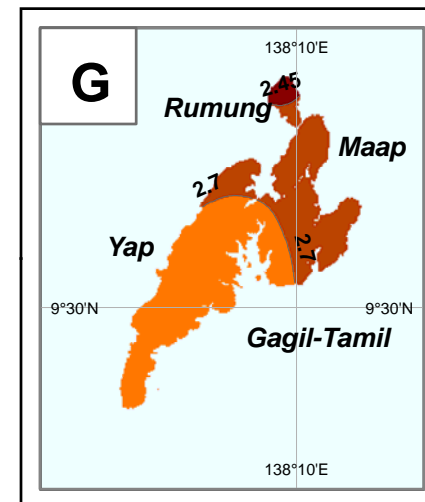 138°10'E
G
2.45
Rumung
Maap
2.7
Yap
2.7
9°30'N
9°30'N
Gagil-Tamil
138°10'E